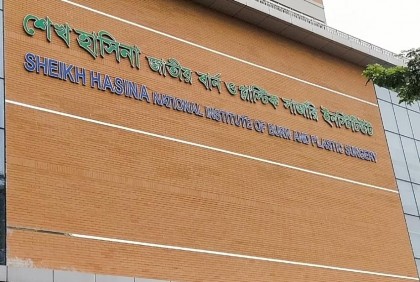 শেখ হাসিনা জাতীয় বার্ন ও প্লাস্টিক সার্জারি ইনস্টিটিউট
SHEIKH HASINA NATIONAL INSTITUTE OF BURN AND PLASTIC SURGERY